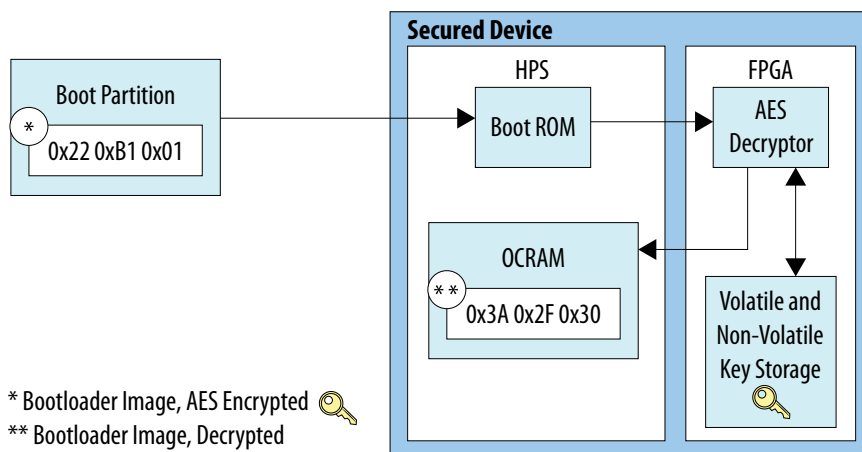 Secured Device
Boot Partition
*
0x22 0xB1 0x01
HPS
Boot ROM
OCRAM
**
0x3A 0x2F 0x30
FPGA
AES
Decryptor
Volatile and
Non-Volatile
Key Storage
* Bootloader Image, AES Encrypted
** Bootloader Image, Decrypted